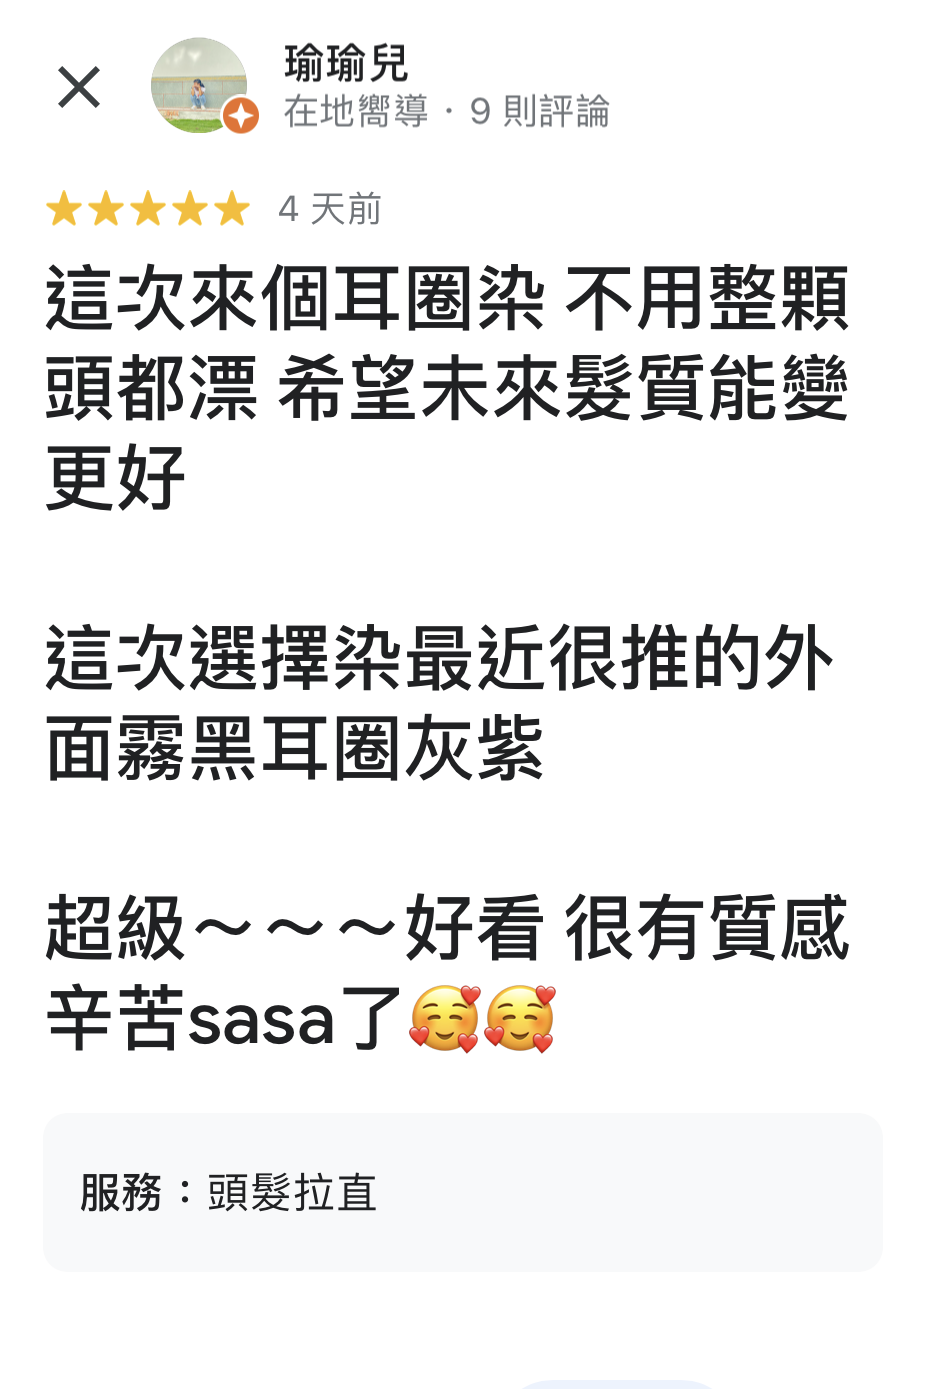 瑜瑜兒
在地嚮導 · 9 則評論
4 天前
這次來個耳圈染 不用整顆
頭都漂 希望未來髮質能變
更好
這次選擇染最近很推的外
面霧黑耳圈灰紫
超級～～～好看 很有質感
辛苦sasa了🥰🥰
服務：頭髮拉直